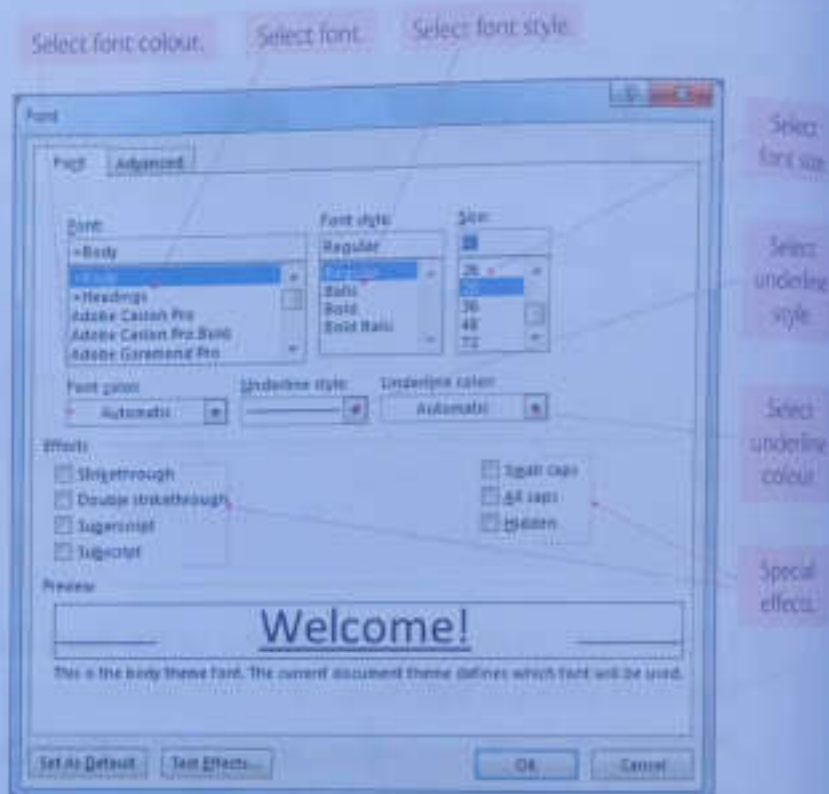 Select font colour.
Select font.
Select font style.
Font
Select
font size
Font
Advanced
Font:
Font style:
Size:
+Body
Regular
+Headings
Adobe Caslon Pro
Adobe Caslon Pro Bold
Adobe Garamond Pro
Regular
Italic
Bold
Bold Italic
26
36
48
72
Select
underline
style
Font color:
Underline style:
Underline color:
Automatic
Automatic
Select
underline
colour
Effects
Strikethrough
Double strikethrough
Superscript
Subscript
Small caps
All caps
Hidden
Special
effects.
Preview
Welcome!
This is the body theme font. The current document theme defines which font will be used.
Set As Default
Text Effects...
OK
Cancel